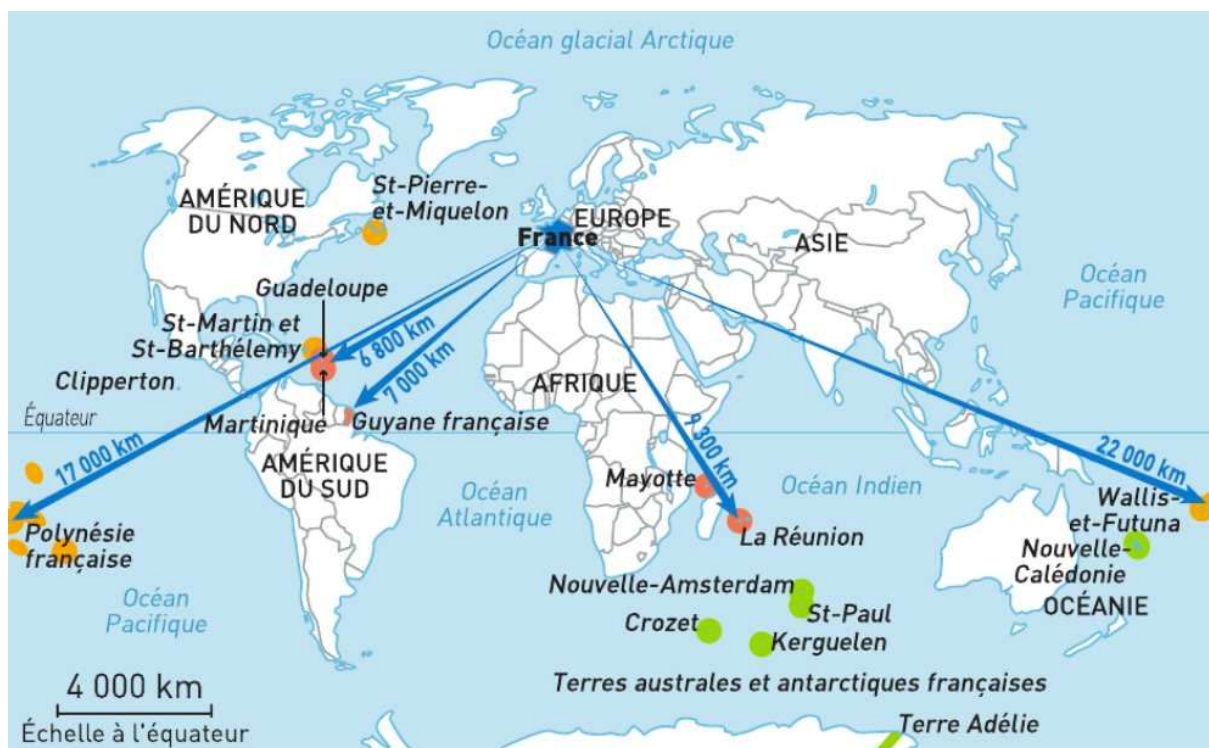 Océan glacial Arctique
AMÉRIQUE
DU NORD
St-Pierre-
et-Miquelon
EUROPE
France
ASIE
Océan
Pacifique
Guadeloupe
St-Martin et
St-Barthélemy
6 800 km
7 000 km
Clipperton
AFRIQUE
Équateur
Martinique
Guyane française
17 000 km
9 300 km
22 000 km
AMÉRIQUE
DU SUD
Mayotte
Océan Indien
Océan
Atlantique
Wallis-
et-Futuna
Polynésie
française
La Réunion
Nouvelle-
Calédonie
OCÉANIE
Nouvelle-Amsterdam
St-Paul
Crozet
Kerguelen
Océan
Pacifique
Terres australes et antarctiques françaises
4 000 km
Échelle à l'équateur
Terre Adélie